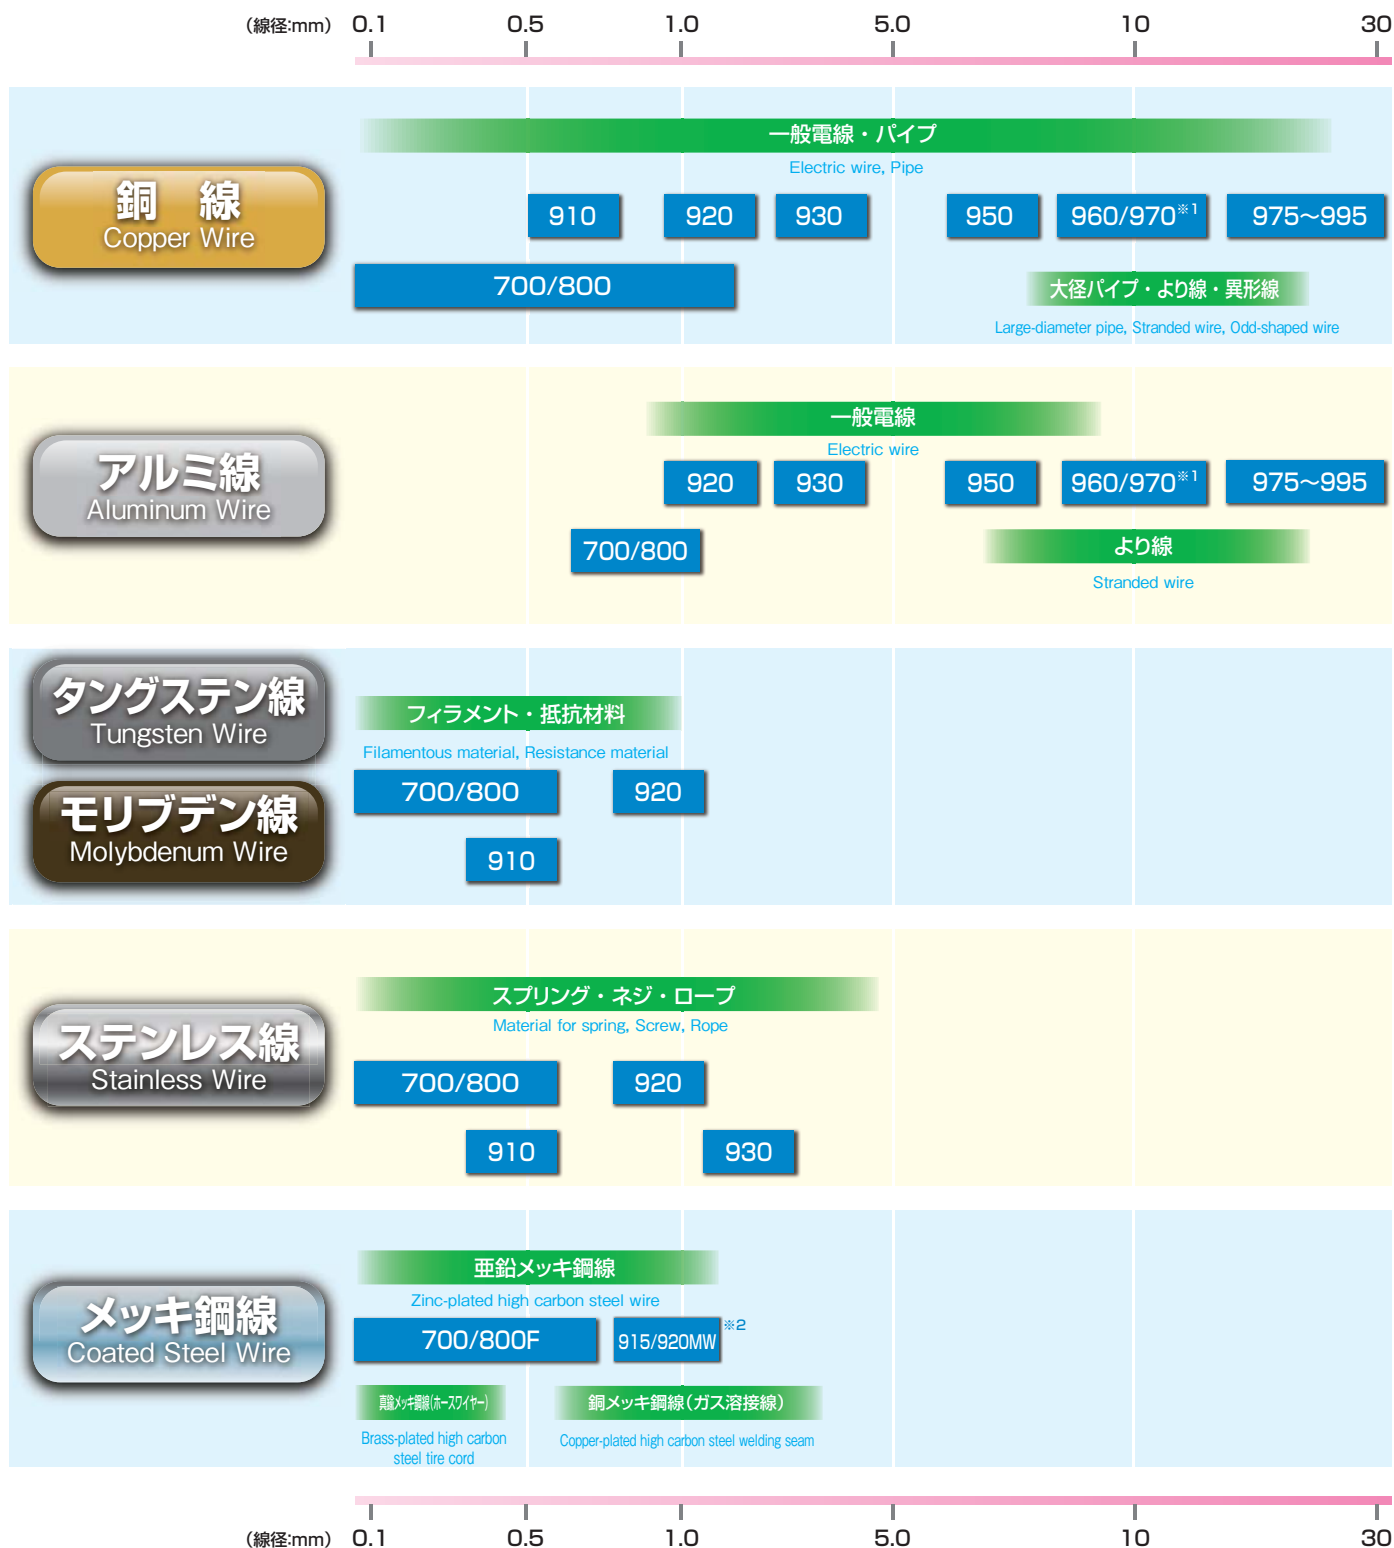 (線径:mm) 0.1 0.5 1.0 5.0 10 30
銅　線
Copper Wire
一般電線・パイプ
Electric wire, Pipe
910 920 930 950 960/970※1 975〜995
700/800
大径パイプ・より線・異形線
Large-diameter pipe, Stranded wire, Odd-shaped wire
アルミ線
Aluminum Wire
一般電線
Electric wire
920 930 950 960/970※1 975〜995
700/800
より線
Stranded wire
タングステン線
Tungsten Wire
モリブデン線
Molybdenum Wire
フィラメント・抵抗材料
Filamentous material, Resistance material
700/800 920
910
ステンレス線
Stainless Wire
スプリング・ネジ・ロープ
Material for spring, Screw, Rope
700/800 920
910 930
メッキ鋼線
Coated Steel Wire
亜鉛メッキ鋼線
Zinc-plated high carbon steel wire
700/800F 915/920MW※2
真鍮メッキ鋼線(ホースワイヤー)
Brass-plated high carbon
steel tire cord
銅メッキ鋼線(ガス溶接線)
Copper-plated high carbon steel welding seam
(線径:mm) 0.1 0.5 1.0 5.0 10 30